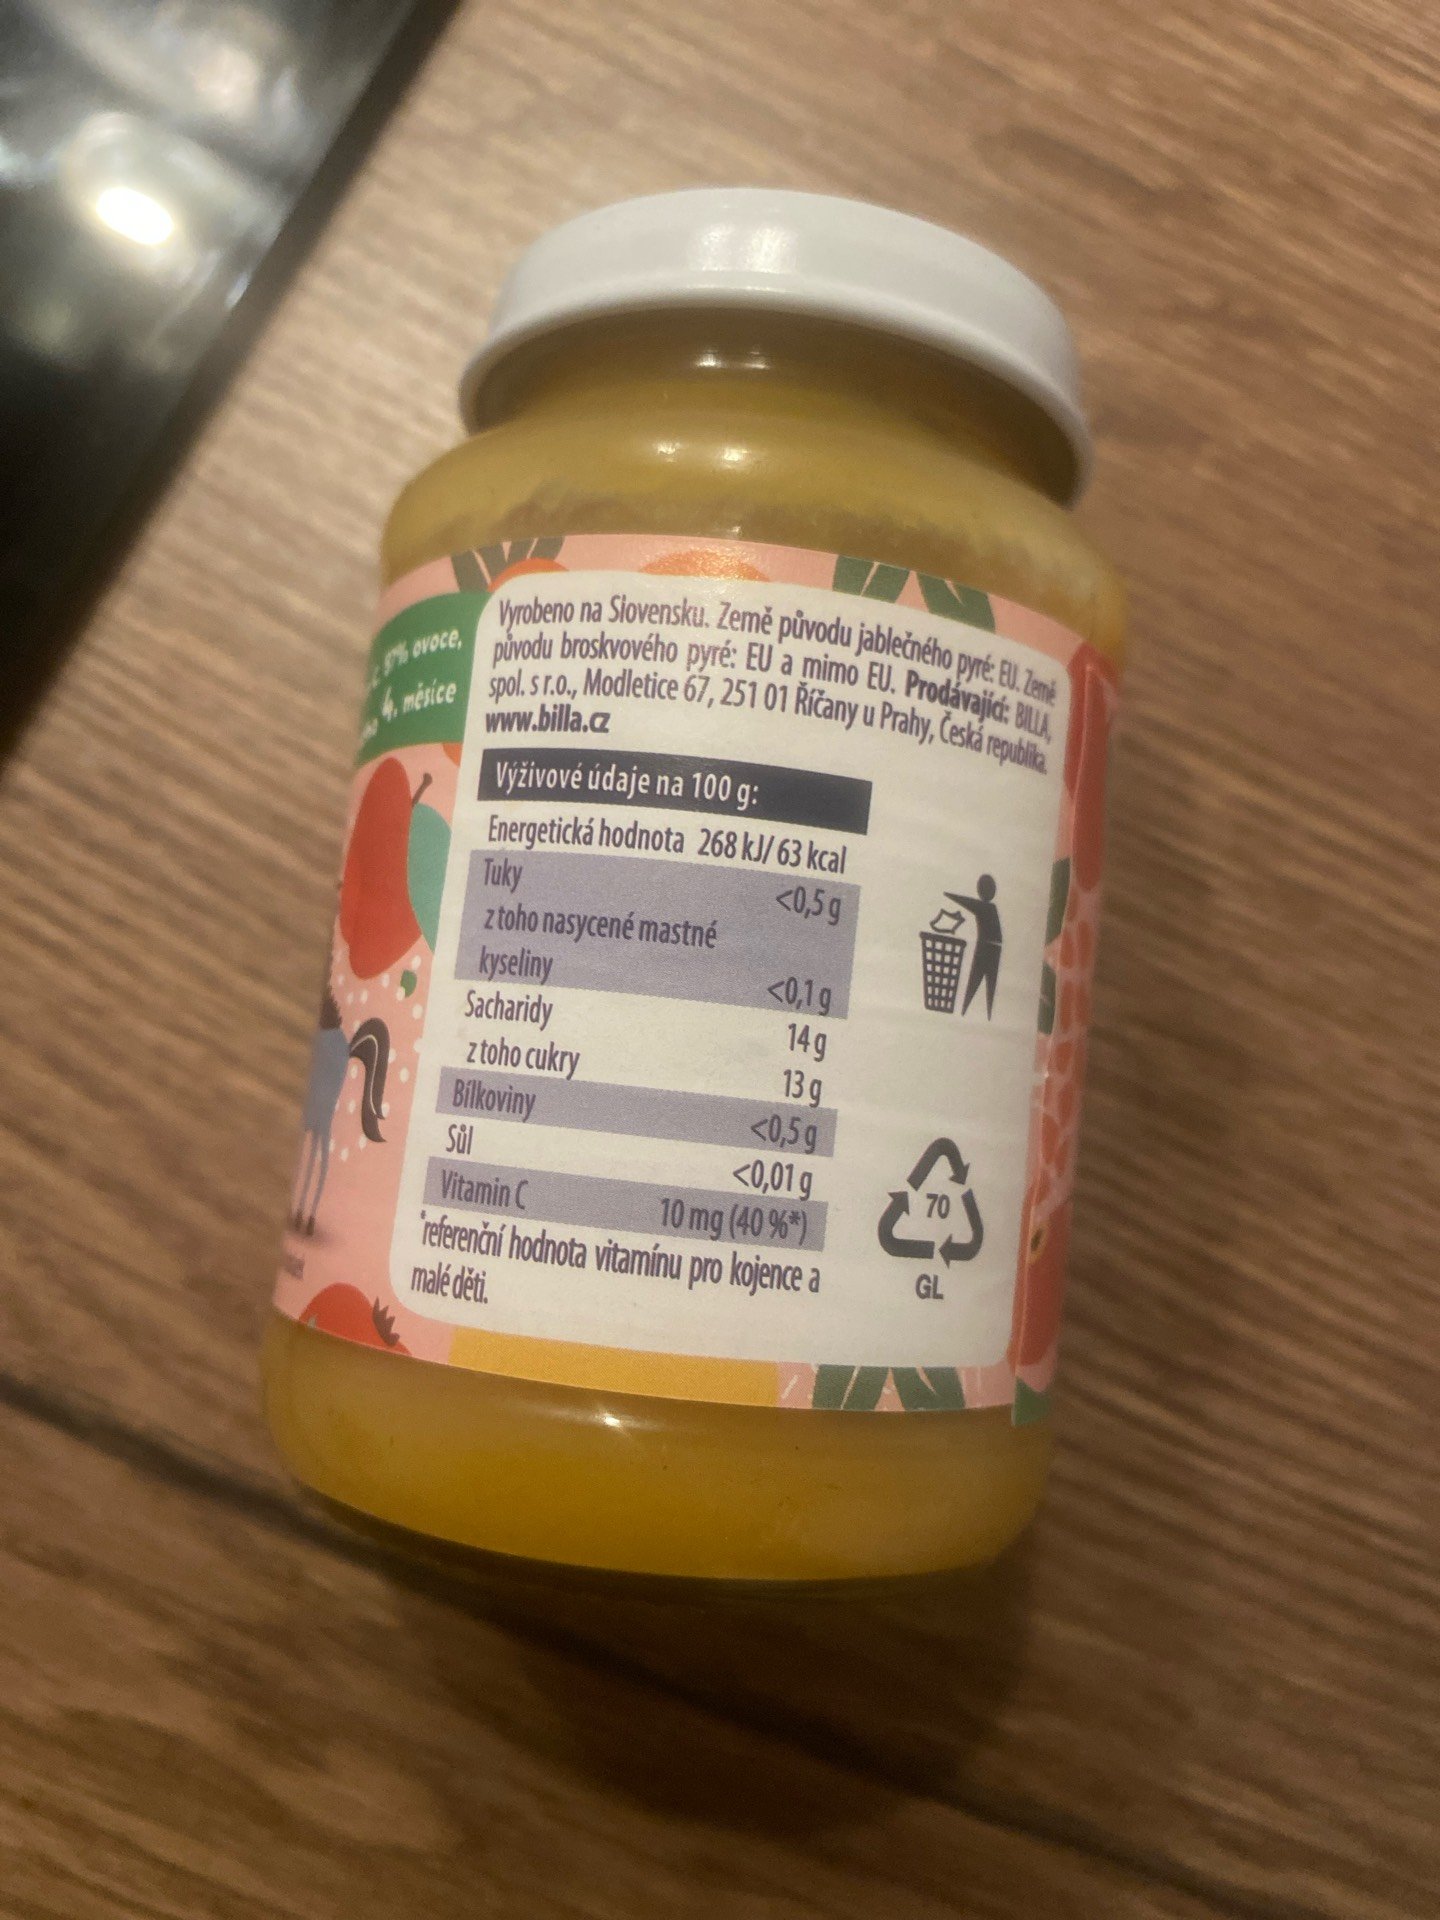 97% ovoce,
4. měsíce
Vyrobeno na Slovensku. Země původu jablečného pyré: EU. Země
původu broskvového pyré: EU a mimo EU. Prodávající: BILLA,
spol. s r.o., Modletice 67, 251 01 Říčany u Prahy, Česká republika.
www.billa.cz
Výživové údaje na 100 g:
Energetická hodnota 268 kJ/ 63 kcal
Tuky <0,5 g
z toho nasycené mastné
kyseliny <0,1 g
Sacharidy 14 g
z toho cukry 13 g
Bílkoviny <0,5 g
Sůl <0,01 g
Vitamin C 10 mg (40 %*)
*referenční hodnota vitamínu pro kojence a
malé děti.
70
GL